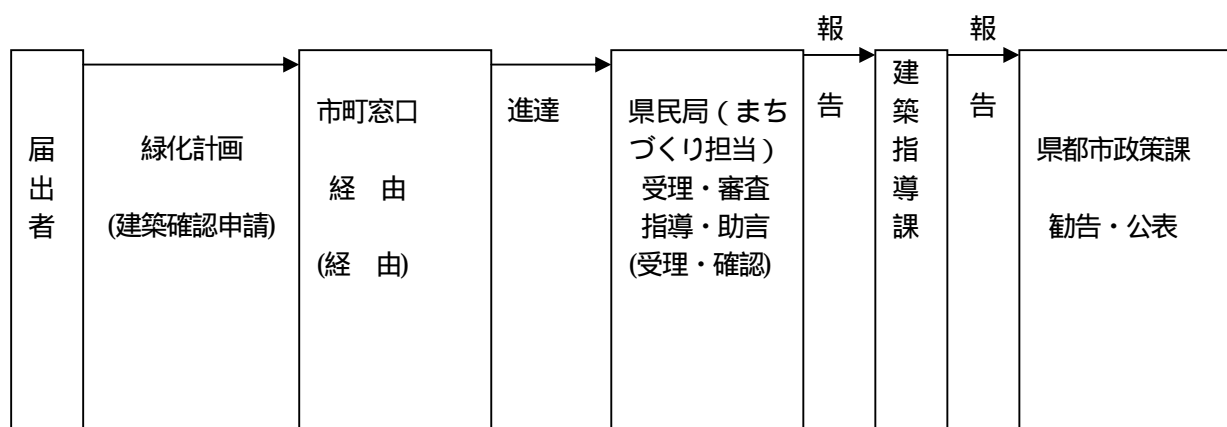 届出者
緑化計画
(建築確認申請)
市町窓口
経　由
(経　由)
進達
県民局（まち
づくり担当）
受理・審査
指導・助言
(受理・確認)
報告
建築指導課
報告
県都市政策課
勧告・公表